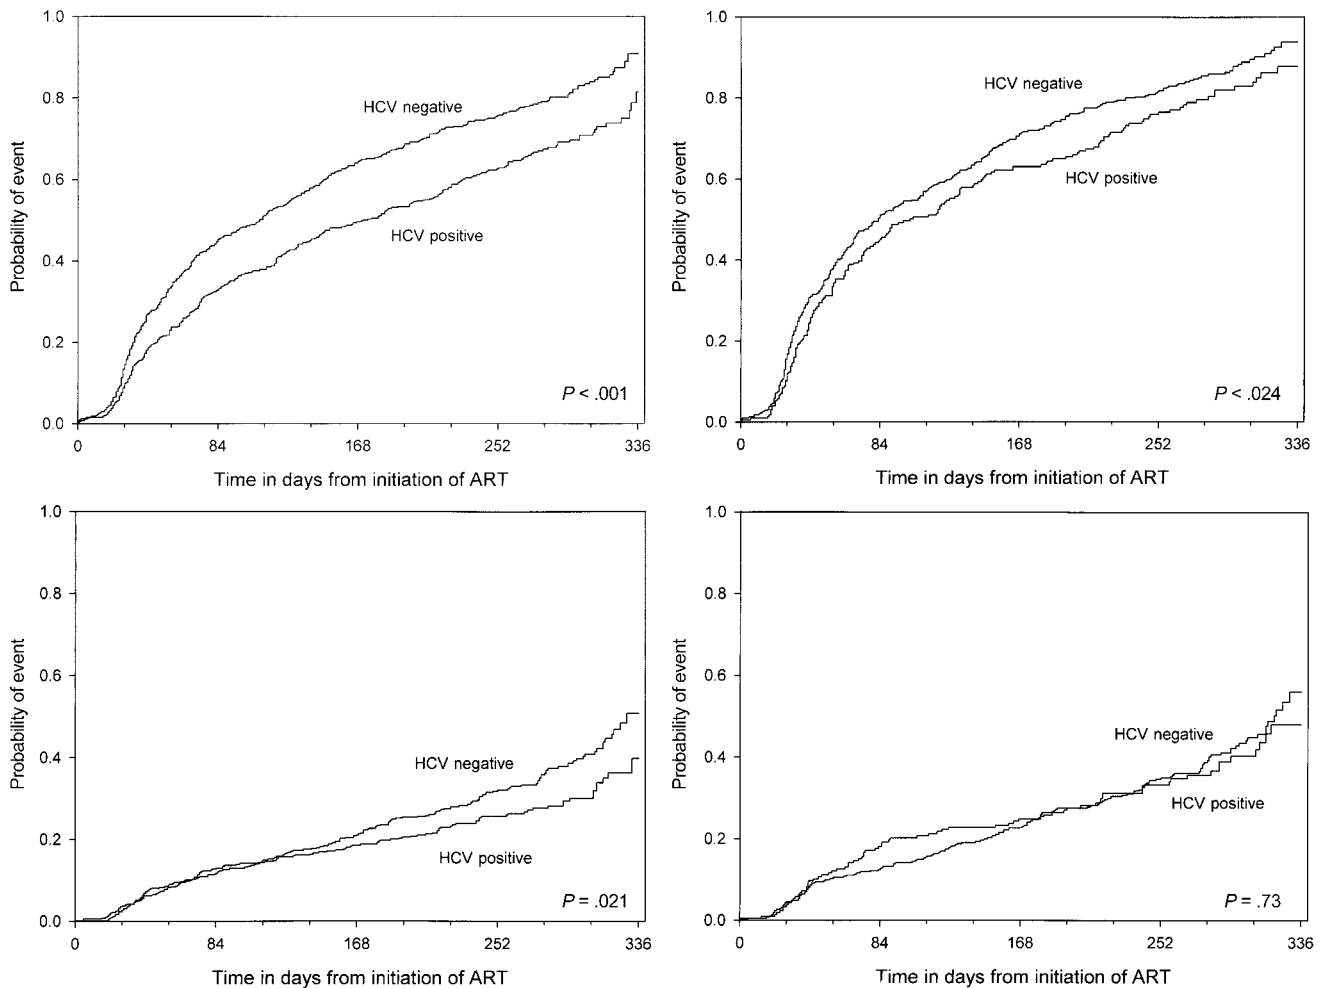 1.0
0.8
0.6
0.4
0.2
0.0
Probability of event
HCV negative
HCV positive
P < .001
0 84 168 252 336
Time in days from initiation of ART
1.0
0.8
0.6
0.4
0.2
0.0
Probability of event
HCV negative
HCV positive
P < .024
0 84 168 252 336
Time in days from initiation of ART
1.0
0.8
0.6
0.4
0.2
0.0
Probability of event
HCV negative
HCV positive
P = .021
0 84 168 252 336
Time in days from initiation of ART
1.0
0.8
0.6
0.4
0.2
0.0
Probability of event
HCV negative
HCV positive
P = .73
0 84 168 252 336
Time in days from initiation of ART